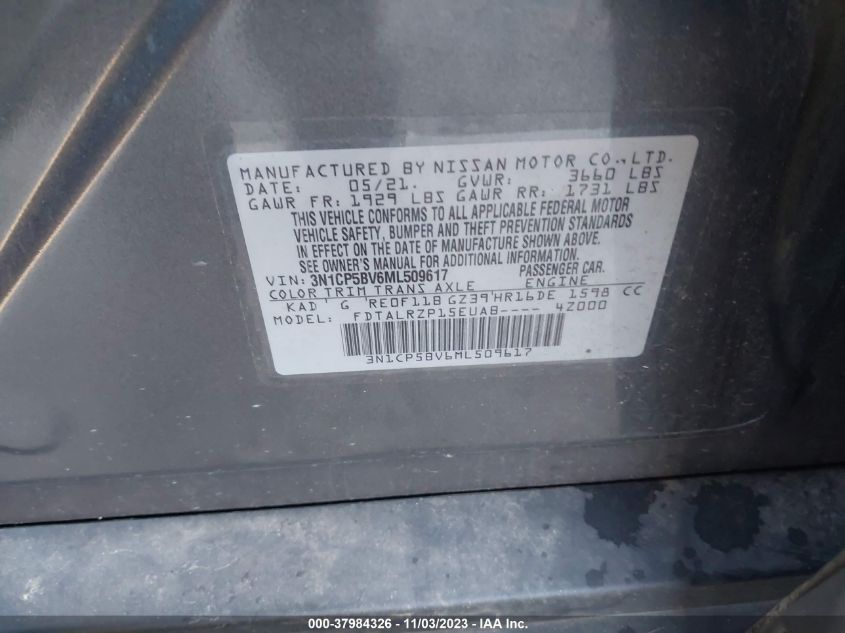 MANUFACTURED BY NISSAN MOTOR CO.,LTD.
DATE: 05/21. GVWR: 3660 LBS
GAWR FR: 1929 LBS GAWR RR: 1731 LBS
THIS VEHICLE CONFORMS TO ALL APPLICABLE FEDERAL MOTOR
VEHICLE SAFETY, BUMPER AND THEFT PREVENTION STANDARDS
IN EFFECT ON THE DATE OF MANUFACTURE SHOWN ABOVE.
SEE OWNER'S MANUAL FOR ADDITIONAL INFORMATION
VIN: 3N1CP5BV6ML509617 PASSENGER CAR.
COLOR TRIM TRANS AXLE ENGINE
KAD G RE0F11B GZ39 HR16DE 1598 CC
MODEL: FDTALRZP15EUAB---- 4Z000
3N1CP5BV6ML509617
000-37984326 - 11/03/2023 - COPYRIGHT IAA, INC.